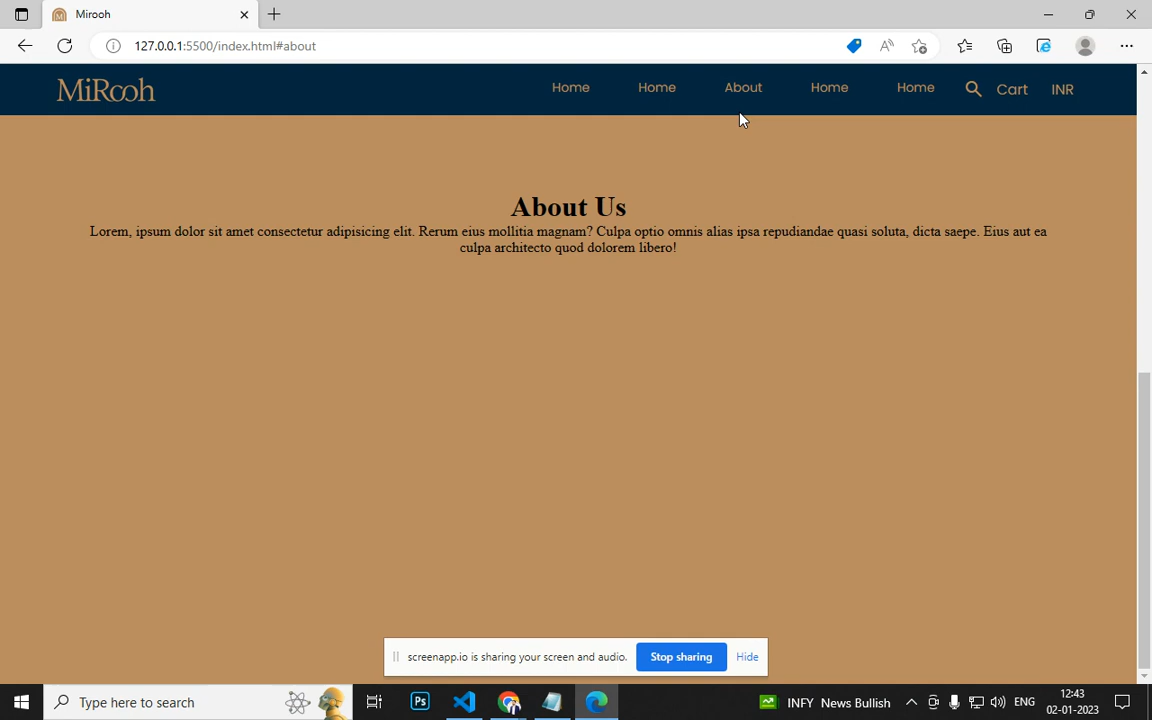 Mirooh
127.0.0.1:5500/index.html#about
MiRooh
Home Home About Home Home Cart INR
About Us
Lorem, ipsum dolor sit amet consectetur adipisicing elit. Rerum eius mollitia magnam? Culpa optio omnis alias ipsa repudiandae quasi soluta, dicta saepe. Eius aut ea
culpa architecto quod dolorem libero!
screenapp.io is sharing your screen and audio. Stop sharing Hide
Type here to search
Ps
INFY News Bullish
ENG
12:43
02-01-2023